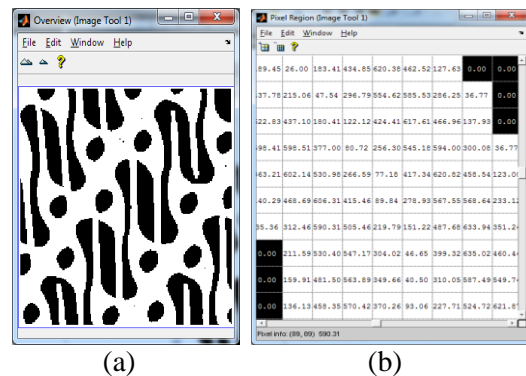 Overview (Image Tool 1)
File Edit Window Help
Pixel Region (Image Tool 1)
File Edit Window Help
89.45 26.00 183.41 434.85 620.38 462.52 127.63 0.00 0.00
37.78 215.06 47.54 296.79 554.62 585.53 286.25 36.77 0.00
22.83 437.10 180.41 122.12 424.41 617.61 466.96 137.93 0.00
98.41 598.51 377.00 80.72 256.30 545.18 594.00 300.08 36.77
63.21 602.14 530.98 266.59 77.18 417.34 620.82 458.54 123.0
40.29 468.69 606.31 415.46 89.84 278.93 567.55 568.64 233.12
35.36 312.46 590.31 505.46 219.79 151.22 487.68 633.94 351.2
0.00 211.59 530.40 547.17 304.02 46.65 399.32 635.02 460.4
0.00 159.91 481.50 563.89 349.66 40.50 310.05 587.49 549.7
0.00 136.13 458.35 570.42 370.26 93.06 227.71 524.72 621.8
Pixel info: (89, 89) 590.31
(a)
(b)